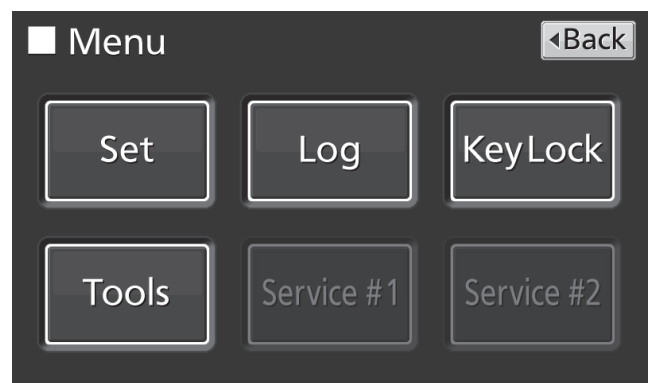 Menu
◂Back
Set
Log
KeyLock
Tools
Service #1
Service #2